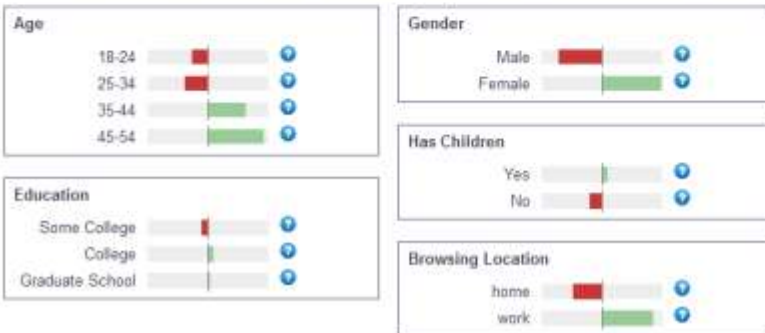 Age
18-24
25-34
35-44
45-54
Education
Some College
College
Graduate School
Gender
Male
Female
Has Children
Yes
No
Browsing Location
home
work